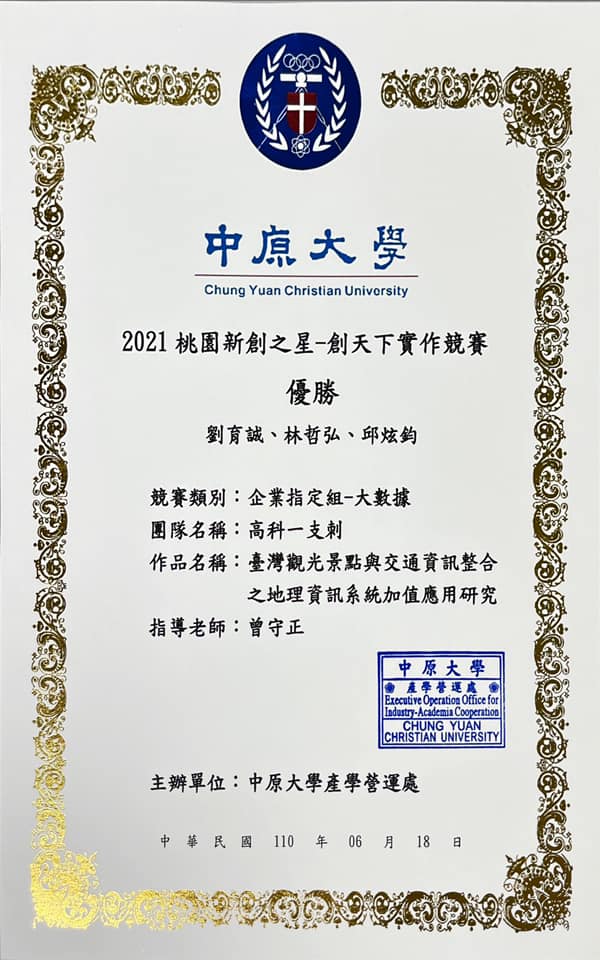 中原大學
Chung Yuan Christian University
2021 桃園新創之星-創天下實作競賽
優勝
劉育誠、林哲弘、邱炫鈞
競賽類別：企業指定組-大數據
團隊名稱：高科一支刺
作品名稱：臺灣觀光景點與交通資訊整合
之地理資訊系統加值應用研究
指導老師：曾守正
中原大學
產學營運處
Executive Operation Office for
Industry-Academia Cooperation
CHUNG YUAN
CHRISTIAN UNIVERSITY
主辦單位：中原大學產學營運處
中華民國 110 年 06 月 18 日